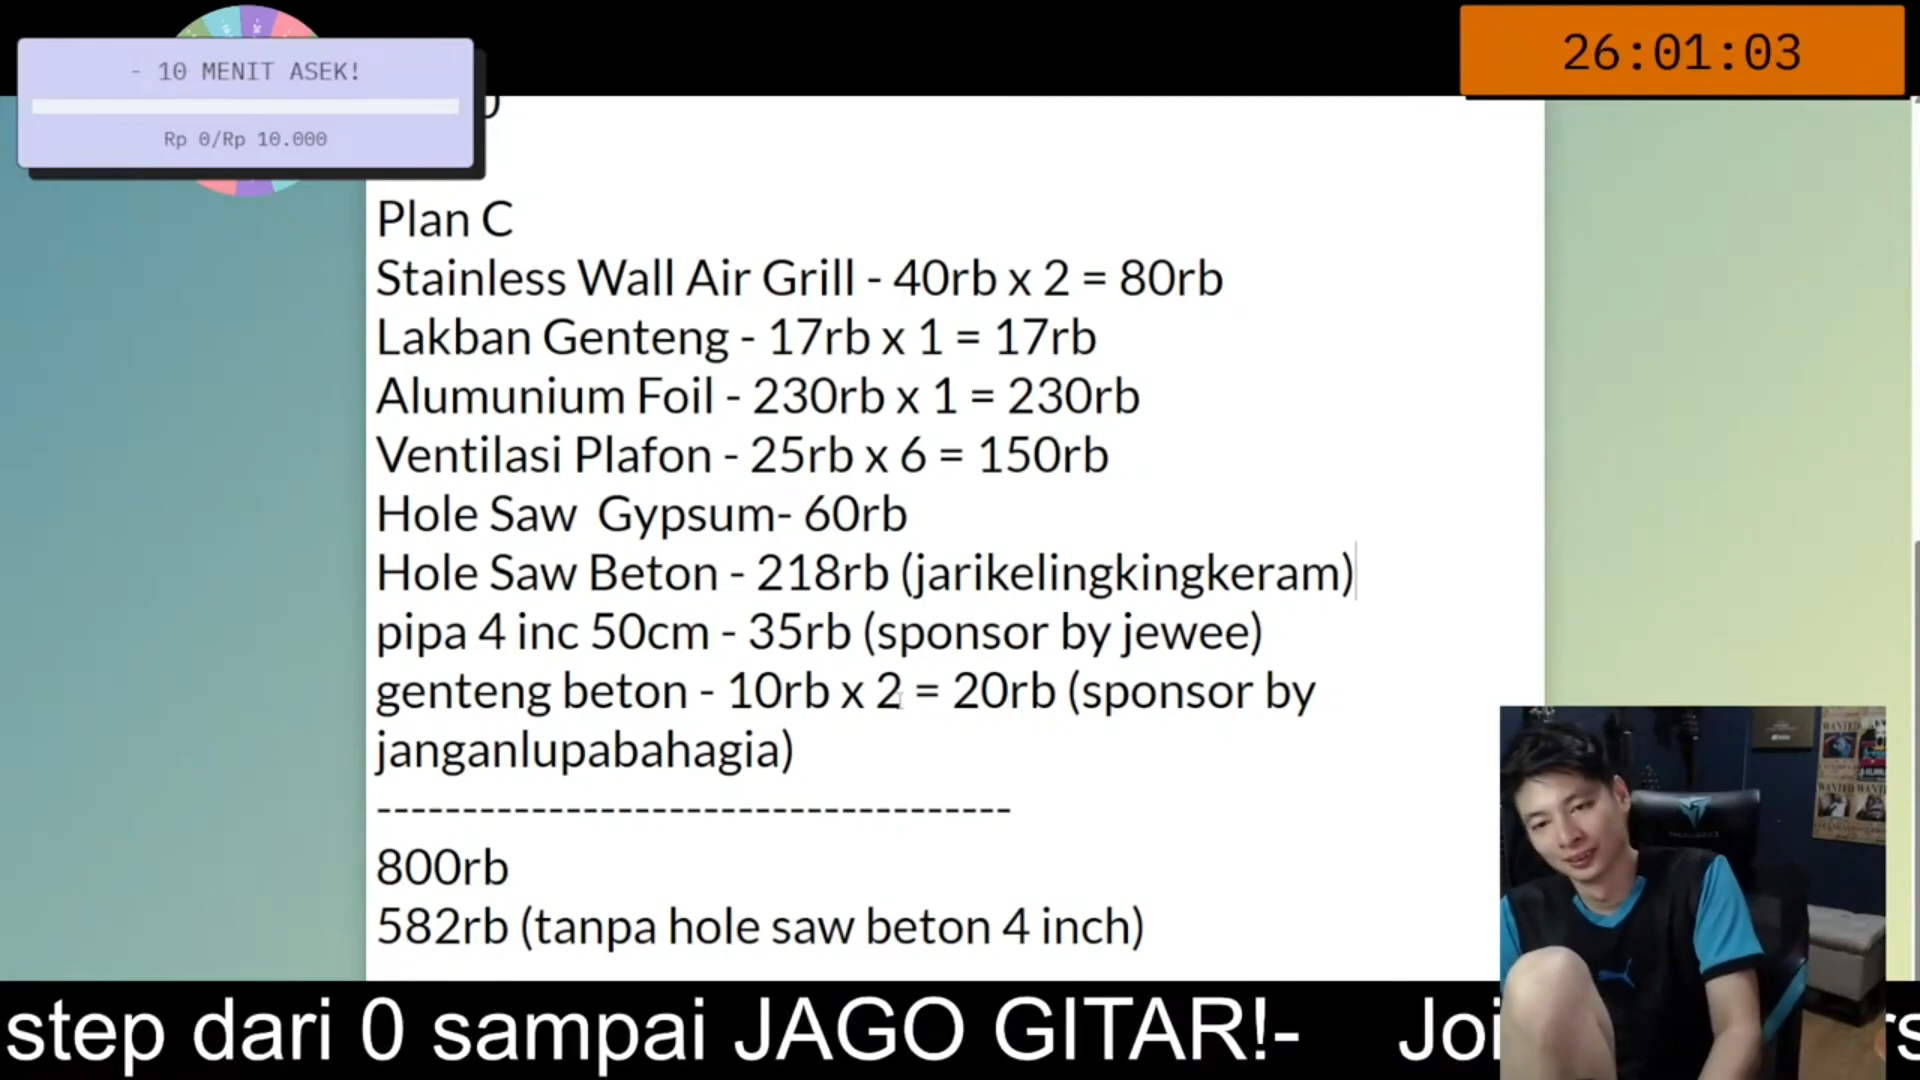 - 10 MENIT ASEK!
Rp 0/Rp 10.000
26:01:03
Plan C
Stainless Wall Air Grill - 40rb x 2 = 80rb
Lakban Genteng - 17rb x 1 = 17rb
Alumunium Foil - 230rb x 1 = 230rb
Ventilasi Plafon - 25rb x 6 = 150rb
Hole Saw  Gypsum- 60rb
Hole Saw Beton - 218rb (jarikelingkingkeram)
pipa 4 inc 50cm - 35rb (sponsor by jewee)
genteng beton - 10rb x 2 = 20rb (sponsor by
janganlupabahagia)
------------------------------------
800rb
582rb (tanpa hole saw beton 4 inch)
WANTED
WANTED
WANTED
step dari 0 sampai JAGO GITAR!-